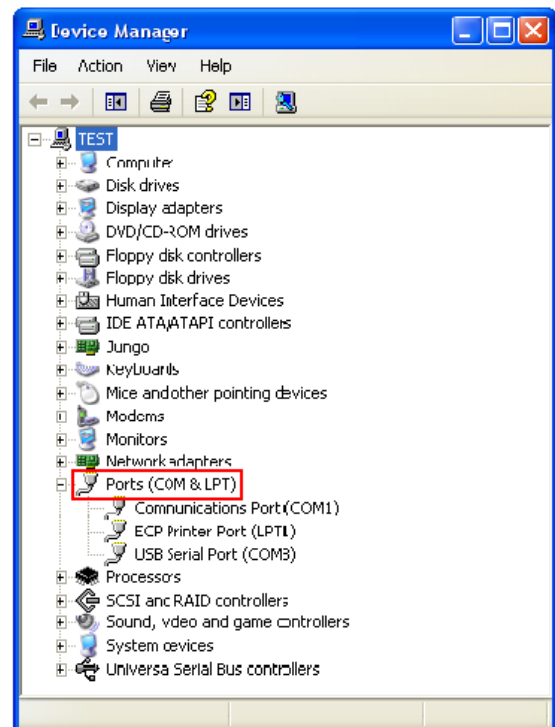 Device Manager
File Action View Help
TEST
Computer
Disk drives
Display adapters
DVD/CD-ROM drives
Floppy disk controllers
Floppy disk drives
Human Interface Devices
IDE ATA/ATAPI controllers
Jungo
Keyboards
Mice and other pointing devices
Modems
Monitors
Network adapters
Ports (COM & LPT)
Communications Port (COM1)
ECP Printer Port (LPT1)
USB Serial Port (COM3)
Processors
SCSI and RAID controllers
Sound, video and game controllers
System devices
Universal Serial Bus controllers